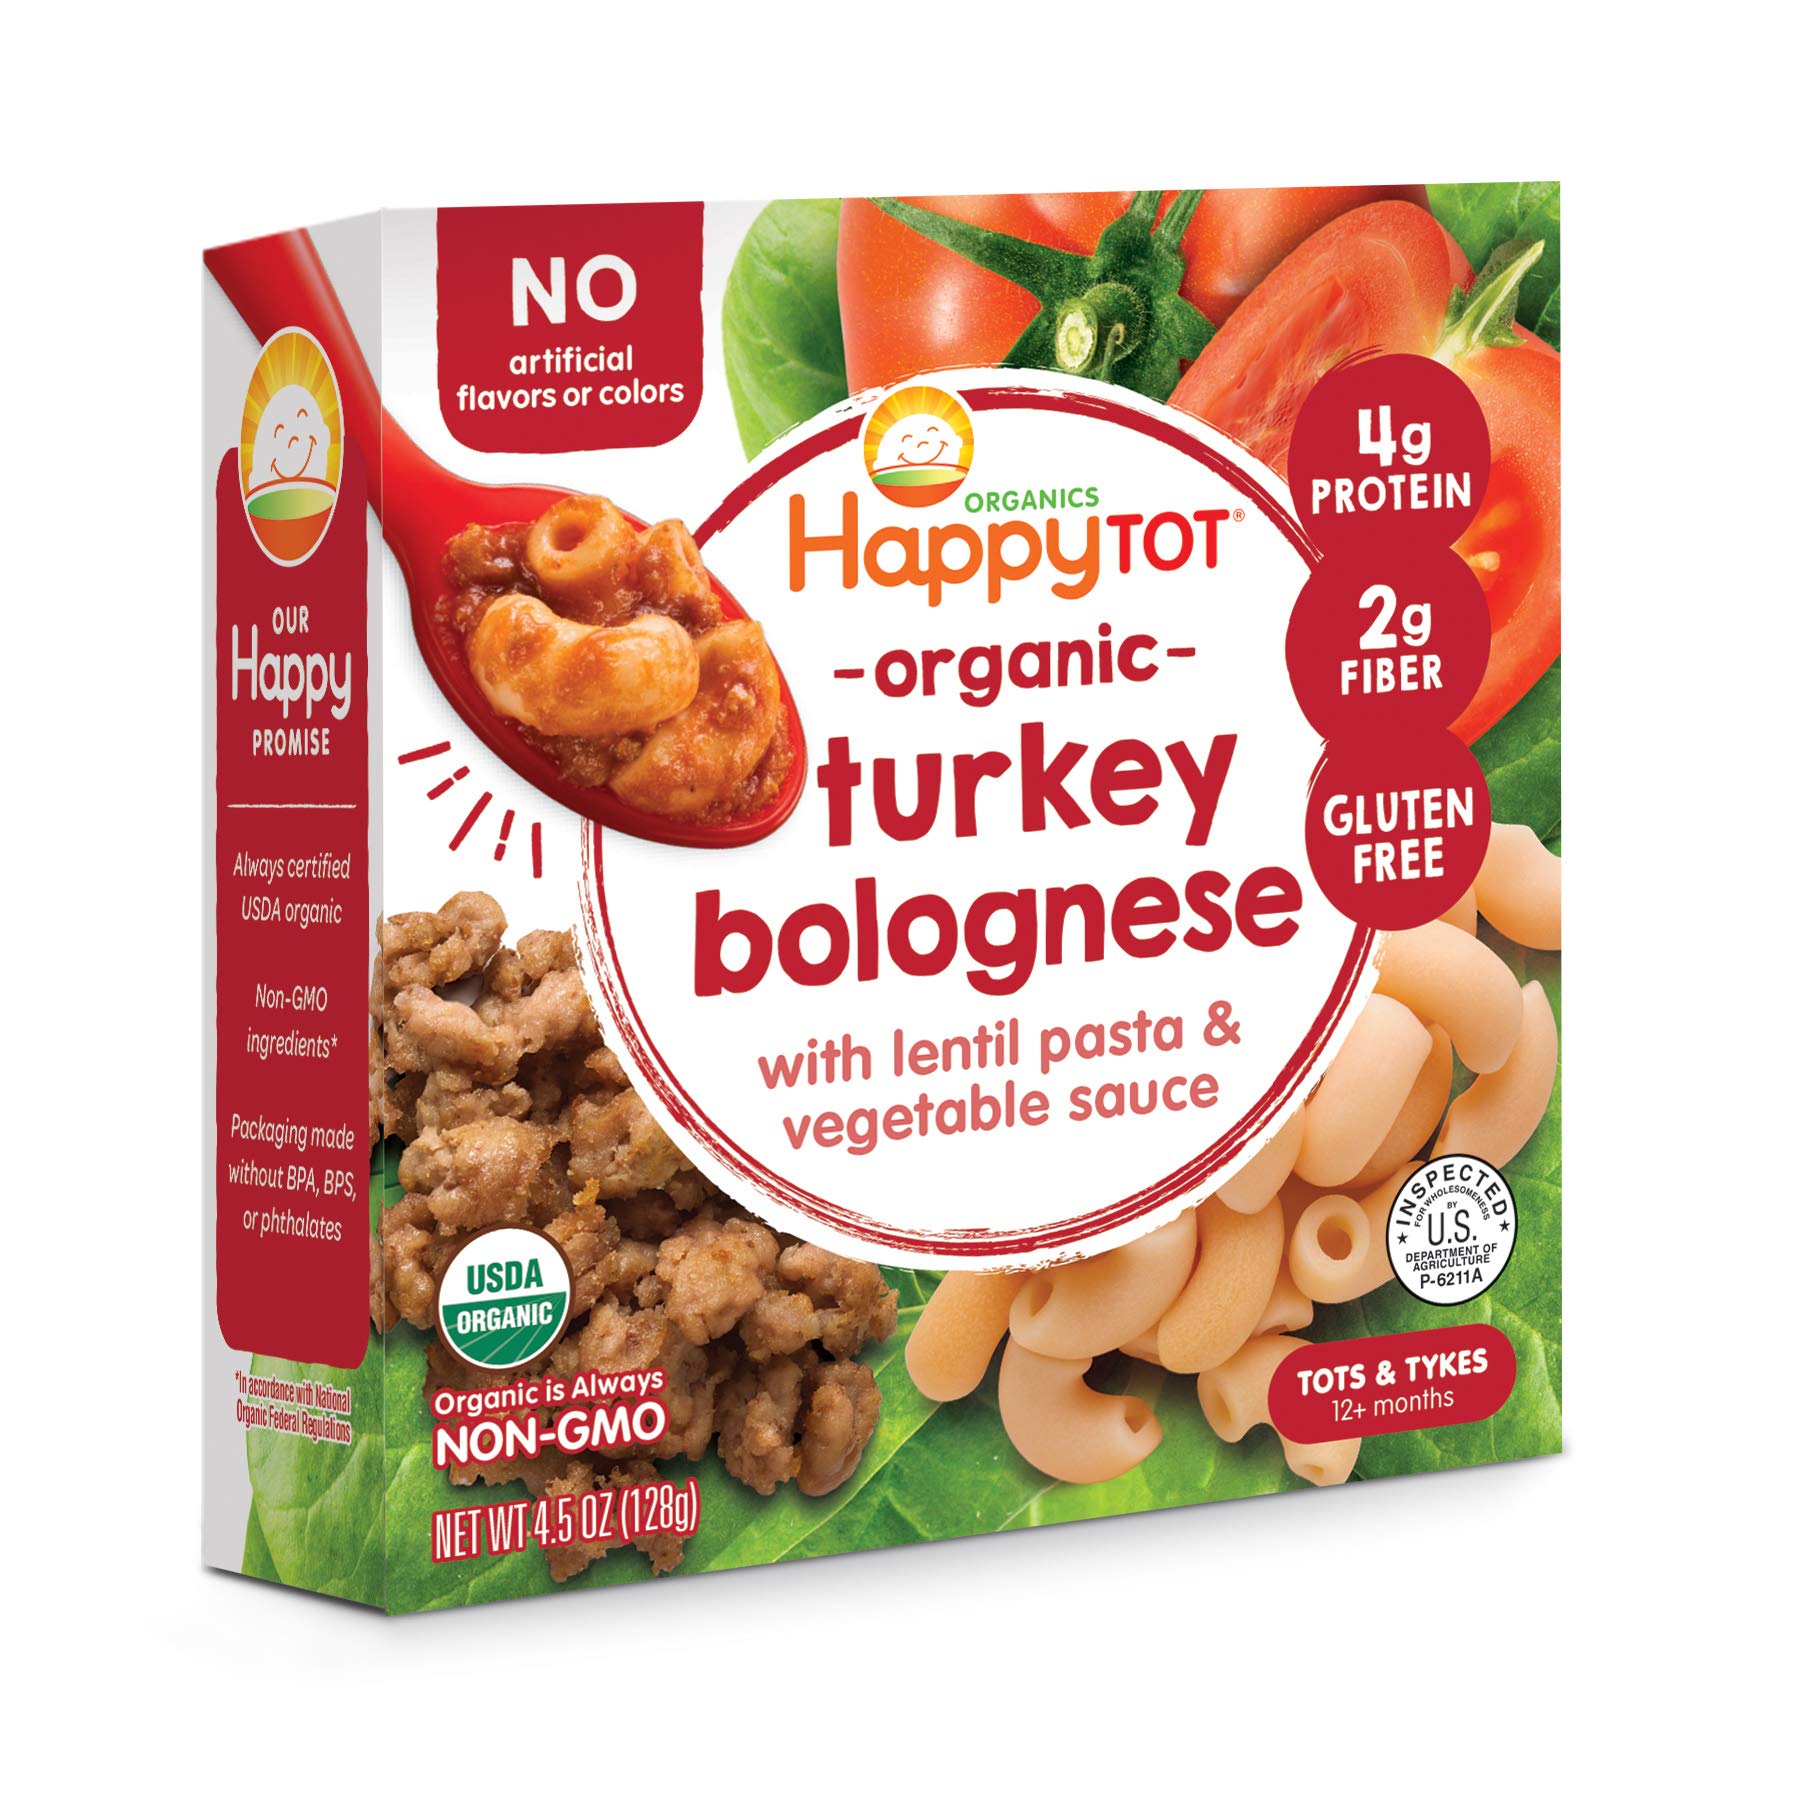 NO
artificial
flavors or colors
ORGANICS
HappyTOT®
-organic-
turkey
bolognese
with lentil pasta &
vegetable sauce
4g
PROTEIN
2g
FIBER
GLUTEN
FREE
INSPECTED
FOR WHOLESOMENESS
BY
U.S.
DEPARTMENT OF
AGRICULTURE
P-6211A
TOTS & TYKES
12+ months
USDA
ORGANIC
Organic is Always
NON-GMO
NET WT 4.5 OZ (128g)
OUR
Happy
PROMISE
Always certified
USDA organic
Non-GMO
ingredients*
Packaging made
without BPA, BPS,
or phthalates
*In accordance with National
Organic Federal Regulations